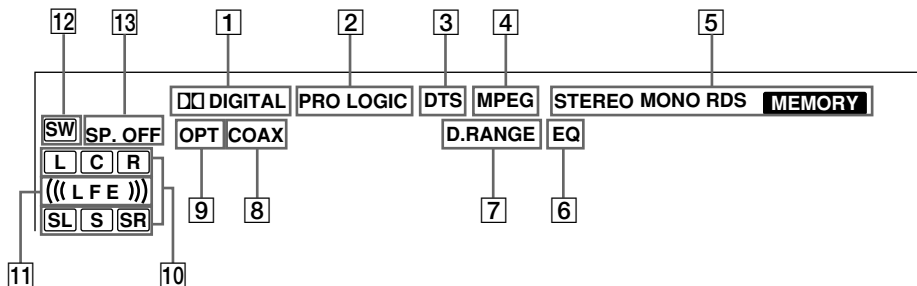 12 13 1 2 3 4 5
DIGITAL PRO LOGIC DTS MPEG STEREO MONO RDS MEMORY
SW SP. OFF OPT COAX D.RANGE EQ
L C R
((( L F E )))
9 8 7 6
SL S SR
11 10